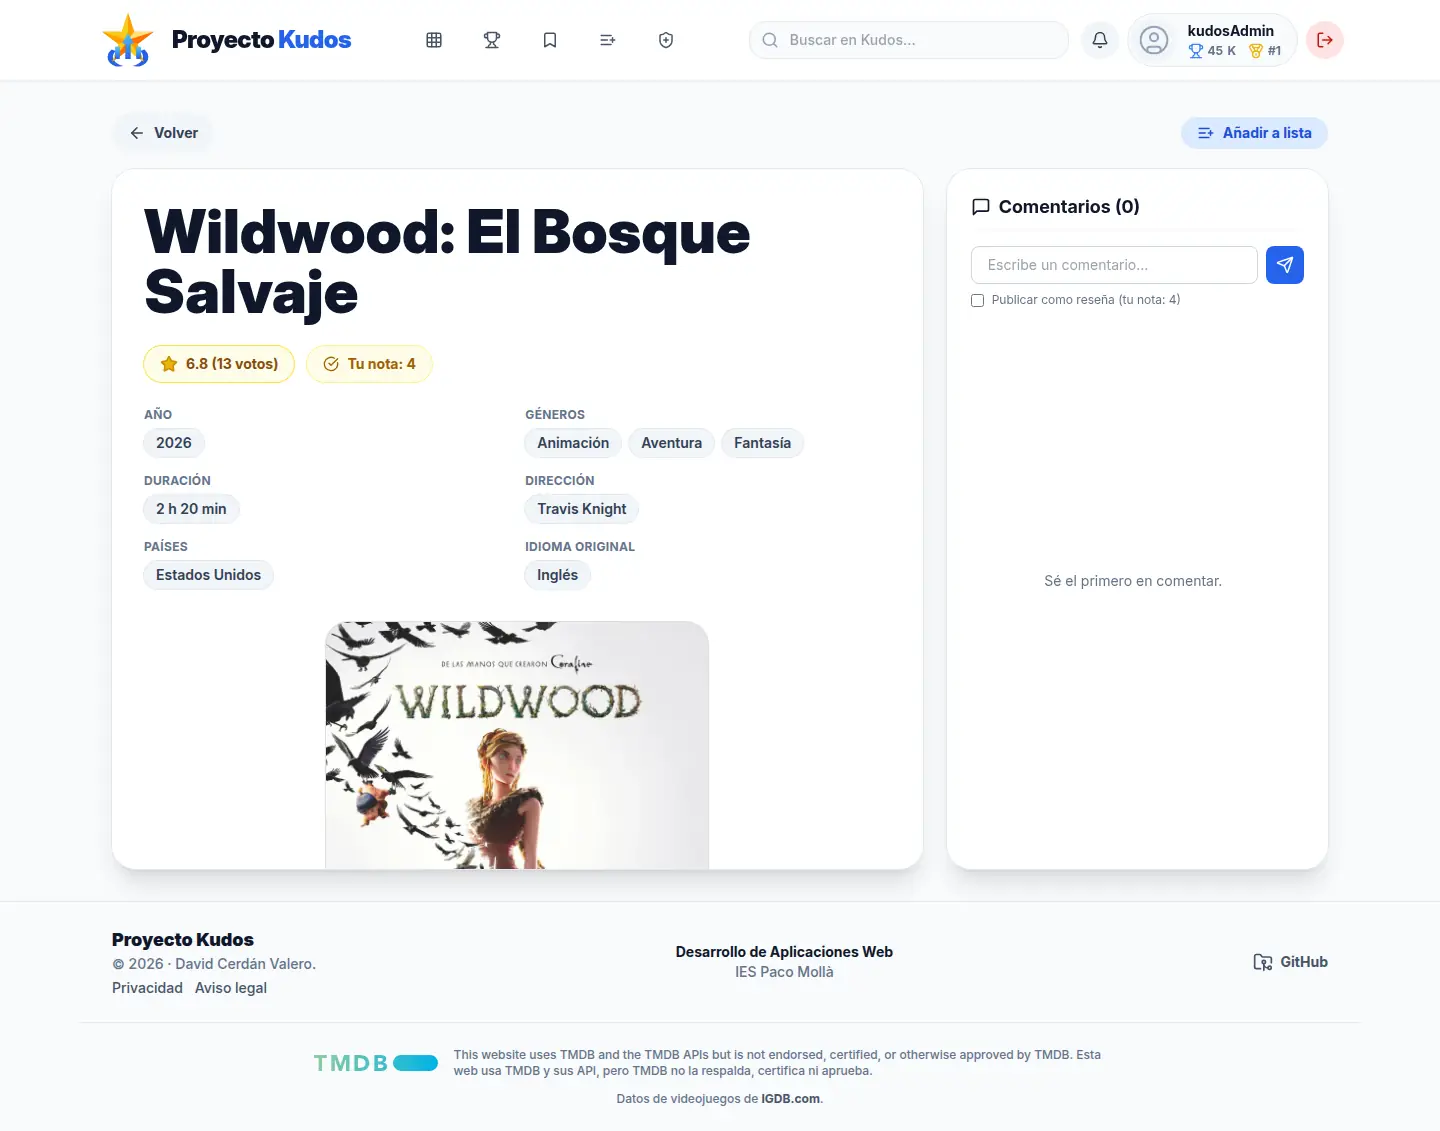 Proyecto Kudos
Buscar en Kudos...
kudosAdmin
45 K #1
Volver
Añadir a lista
Wildwood: El Bosque
Salvaje
6.8 (13 votos)
Tu nota: 4
AÑO
2026
GÉNEROS
Animación
Aventura
Fantasía
DURACIÓN
2 h 20 min
DIRECCIÓN
Travis Knight
PAÍSES
Estados Unidos
IDIOMA ORIGINAL
Inglés
DE LAS MANOS QUE CREARON Coraline
WILDWOOD
Comentarios (0)
Escribe un comentario...
Publicar como reseña (tu nota: 4)
Sé el primero en comentar.
Proyecto Kudos
© 2026 · David Cerdán Valero.
Privacidad Aviso legal
Desarrollo de Aplicaciones Web
IES Paco Mollà
GitHub
TMDB
This website uses TMDB and the TMDB APIs but is not endorsed, certified, or otherwise approved by TMDB. Esta
web usa TMDB y sus API, pero TMDB no la respalda, certifica ni aprueba.
Datos de videojuegos de IGDB.com.